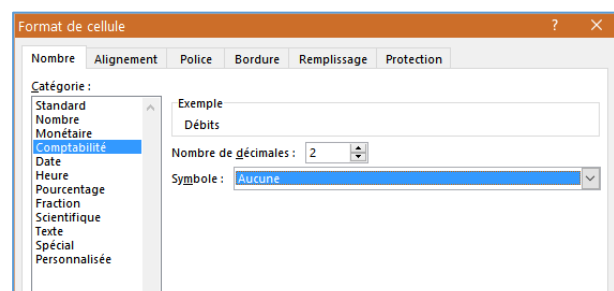 Format de cellule ? ×
Nombre Alignement Police Bordure Remplissage Protection
Catégorie :
Standard
Nombre
Monétaire
Comptabilité
Date
Heure
Pourcentage
Fraction
Scientifique
Texte
Spécial
Personnalisée
Exemple
Débits
Nombre de décimales : 2
Symbole : Aucune